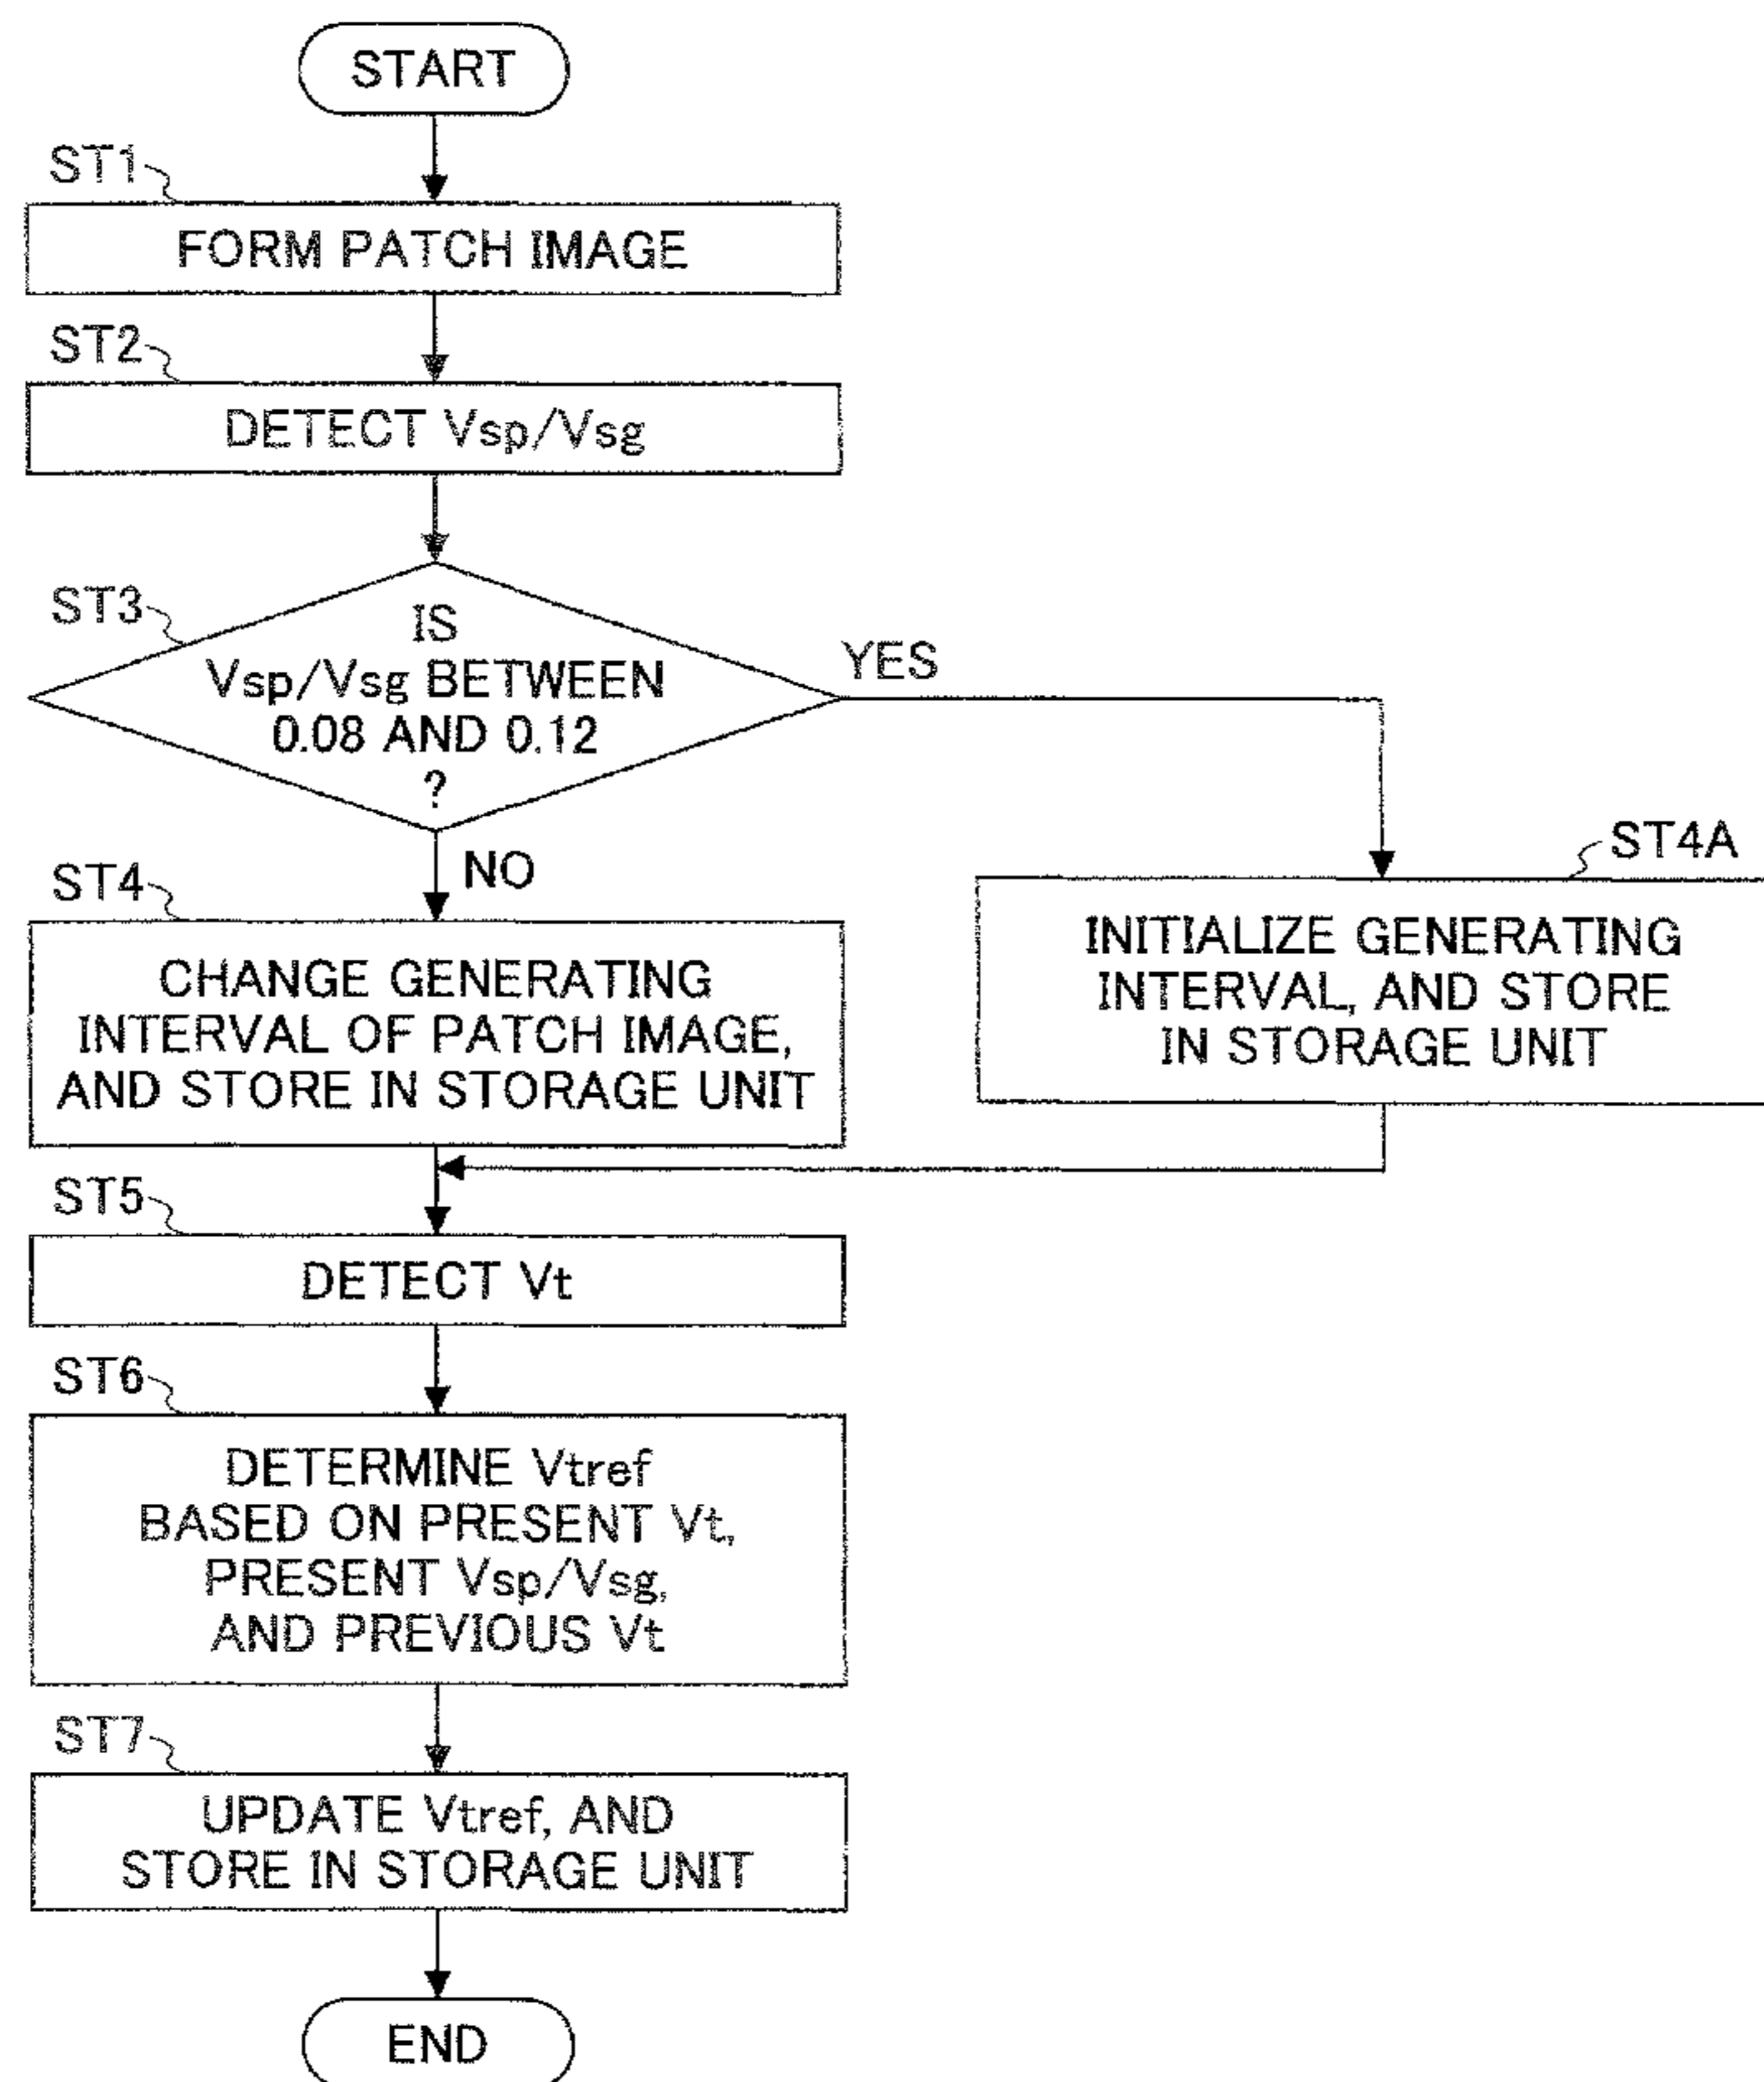 START
ST1
FORM PATCH IMAGE
ST2
DETECT Vsp/Vsg
ST3
IS
Vsp/Vsg BETWEEN
0.08 AND 0.12
?
YES
NO
ST4
CHANGE GENERATING
INTERVAL OF PATCH IMAGE,
AND STORE IN STORAGE UNIT
ST4A
INITIALIZE GENERATING
INTERVAL, AND STORE
IN STORAGE UNIT
ST5
DETECT Vt
ST6
DETERMINE Vtref
BASED ON PRESENT Vt,
PRESENT Vsp/Vsg,
AND PREVIOUS Vt
ST7
UPDATE Vtref, AND
STORE IN STORAGE UNIT
END